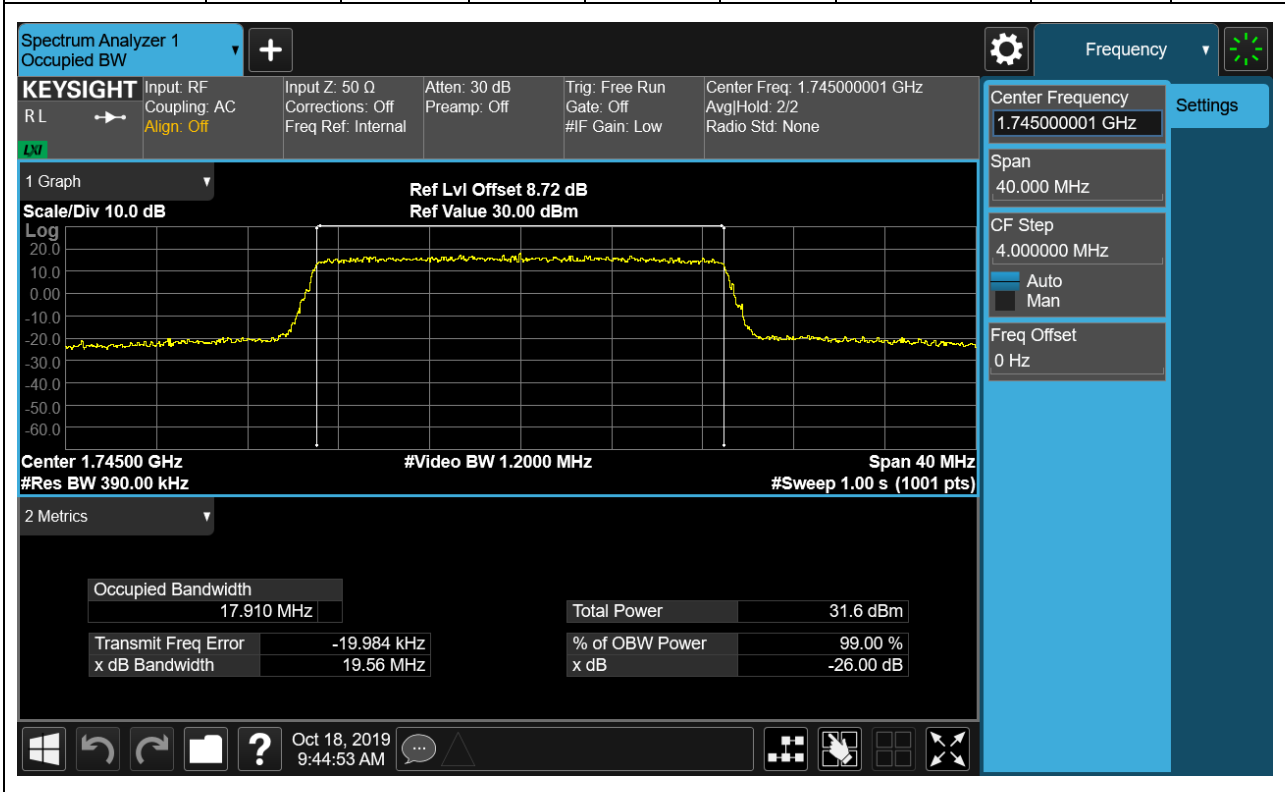 Spectrum Analyzer 1
Occupied BW
Frequency
KEYSIGHT
R L
LXI
Input: RF
Coupling: AC
Align: Off
Input Z: 50 Ω
Corrections: Off
Freq Ref: Internal
Atten: 30 dB
Preamp: Off
Trig: Free Run
Gate: Off
#IF Gain: Low
Center Freq: 1.745000001 GHz
Avg|Hold: 2/2
Radio Std: None
Center Frequency
1.745000001 GHz
Settings
Span
40.000 MHz
CF Step
4.000000 MHz
Auto
Man
Freq Offset
0 Hz
1 Graph
Scale/Div 10.0 dB
Ref Lvl Offset 8.72 dB
Ref Value 30.00 dBm
Log
20.0
10.0
0.00
-10.0
-20.0
-30.0
-40.0
-50.0
-60.0
Center 1.74500 GHz
#Video BW 1.2000 MHz
Span 40 MHz
#Res BW 390.00 kHz
#Sweep 1.00 s (1001 pts)
2 Metrics
Occupied Bandwidth
17.910 MHz
Total Power 31.6 dBm
Transmit Freq Error -19.984 kHz
% of OBW Power 99.00 %
x dB Bandwidth 19.56 MHz
x dB -26.00 dB
?
Oct 18, 2019
9:44:53 AM